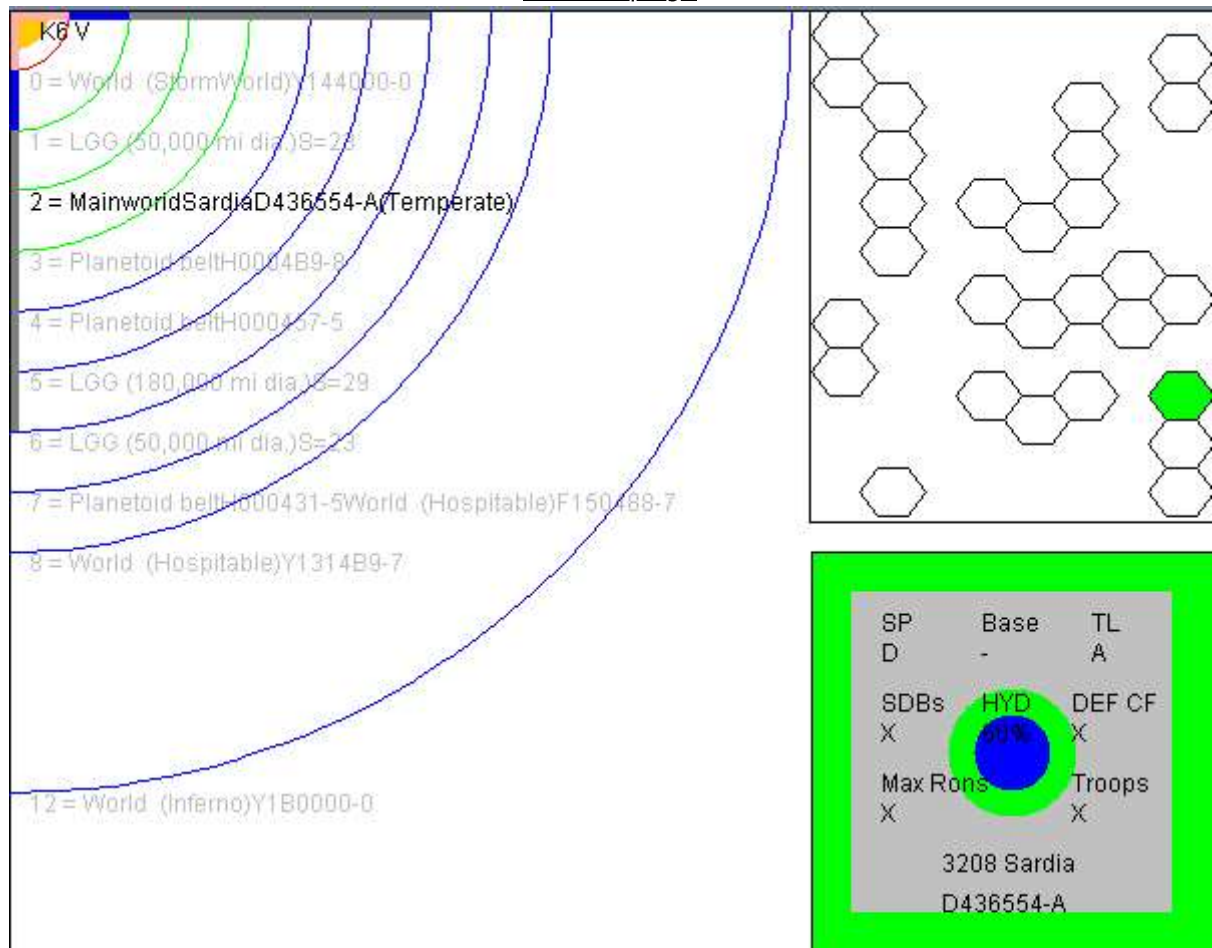 K6 V
0 = World (StormWorld)Y144000-0
1 = LGG (50,000 mi dia.)S=23
2 = MainworldSardiaD436554-A(Temperate)
3 = Planetoid beltH0004B9-8
4 = Planetoid beltH000457-5
5 = LGG (180,000 mi dia.)S=29
6 = LGG (50,000 mi dia.)S=23
7 = Planetoid beltH000431-5World (Hospitable)F150488-7
8 = World (Hospitable)Y1314B9-7
12 = World (Inferno)Y1B0000-0
SP Base TL
D - A
SDBs HYD DEF CF
X 60% X
Max Rons Troops
X X
3208 Sardia
D436554-A